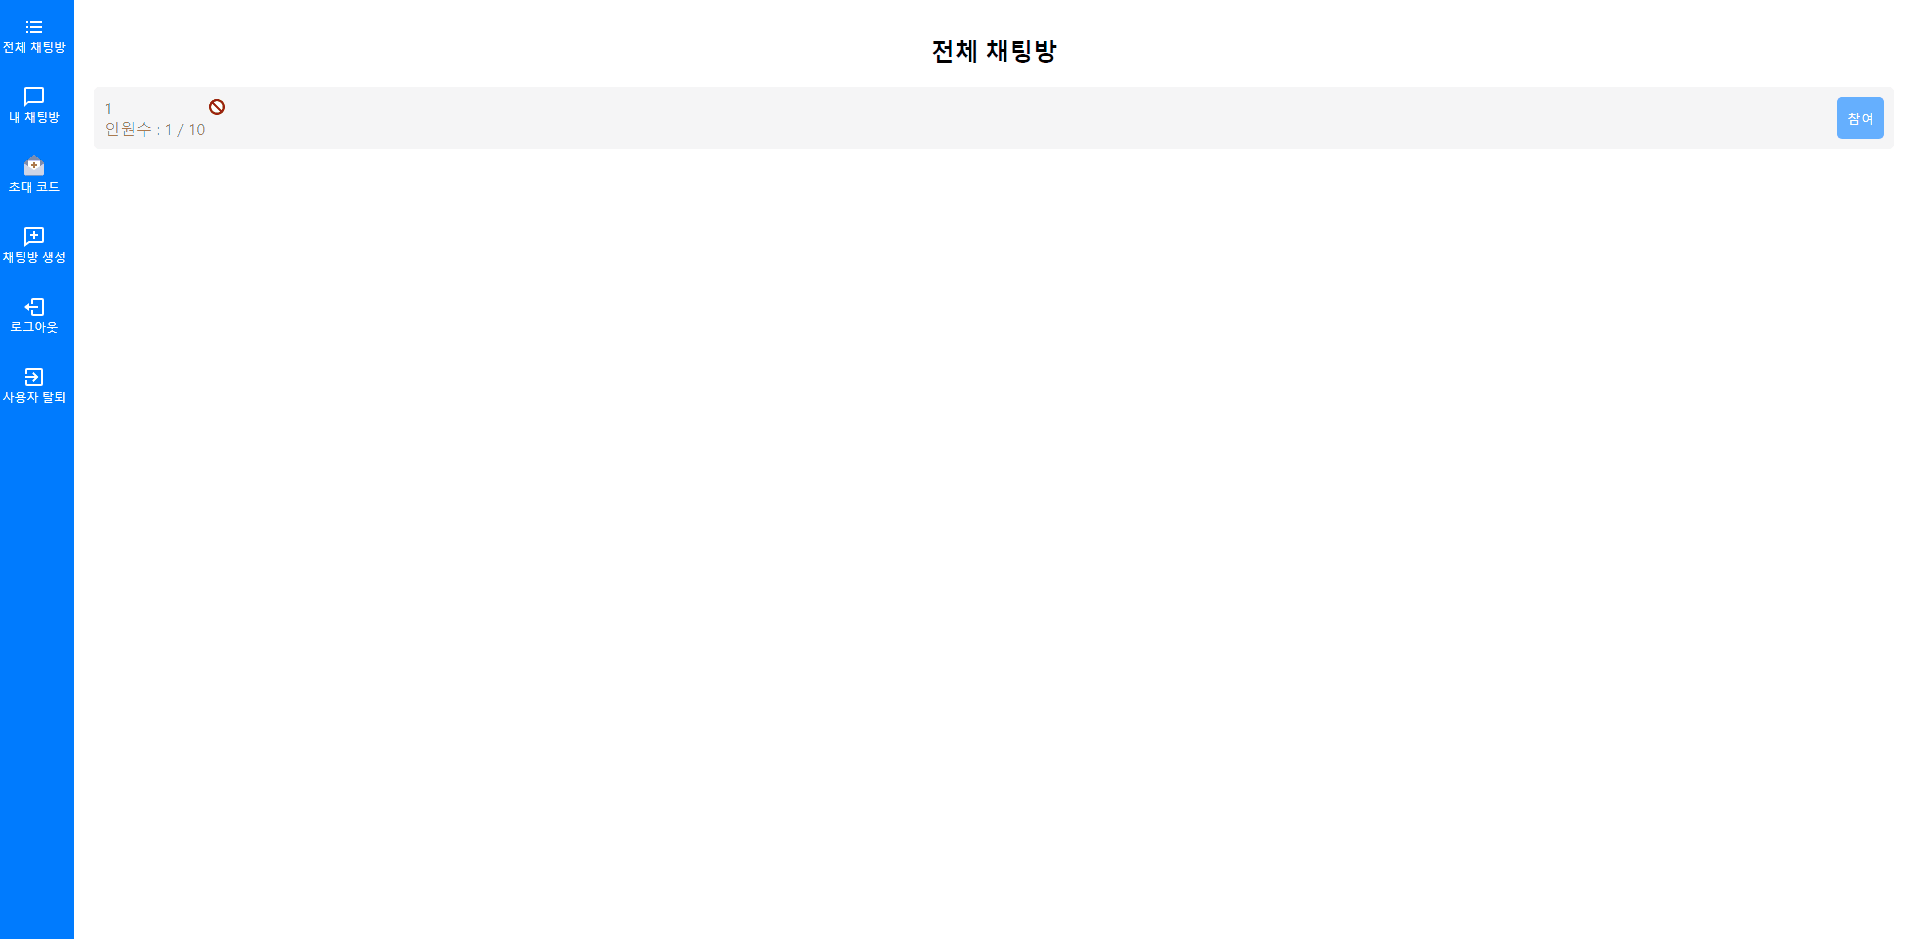 전체 채팅방
내 채팅방
초대 코드
채팅방 생성
로그아웃
사용자 탈퇴
전체 채팅방
1
인원수 : 1 / 10
참여